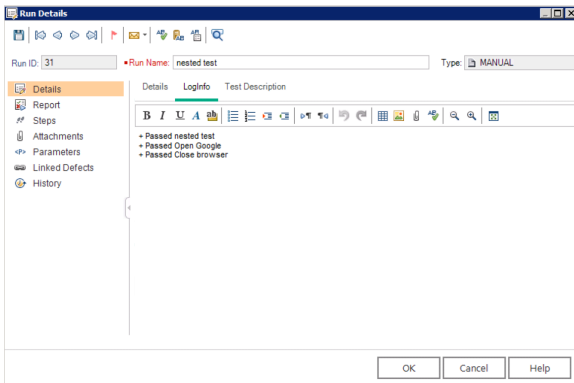 Run Details
Run ID: 31
Run Name: nested test
Type: MANUAL
Details
Report
Steps
Attachments
Parameters
Linked Defects
History
Details LogInfo Test Description
B I U A ab
+ Passed nested test
+ Passed Open Google
+ Passed Close browser
OK Cancel Help